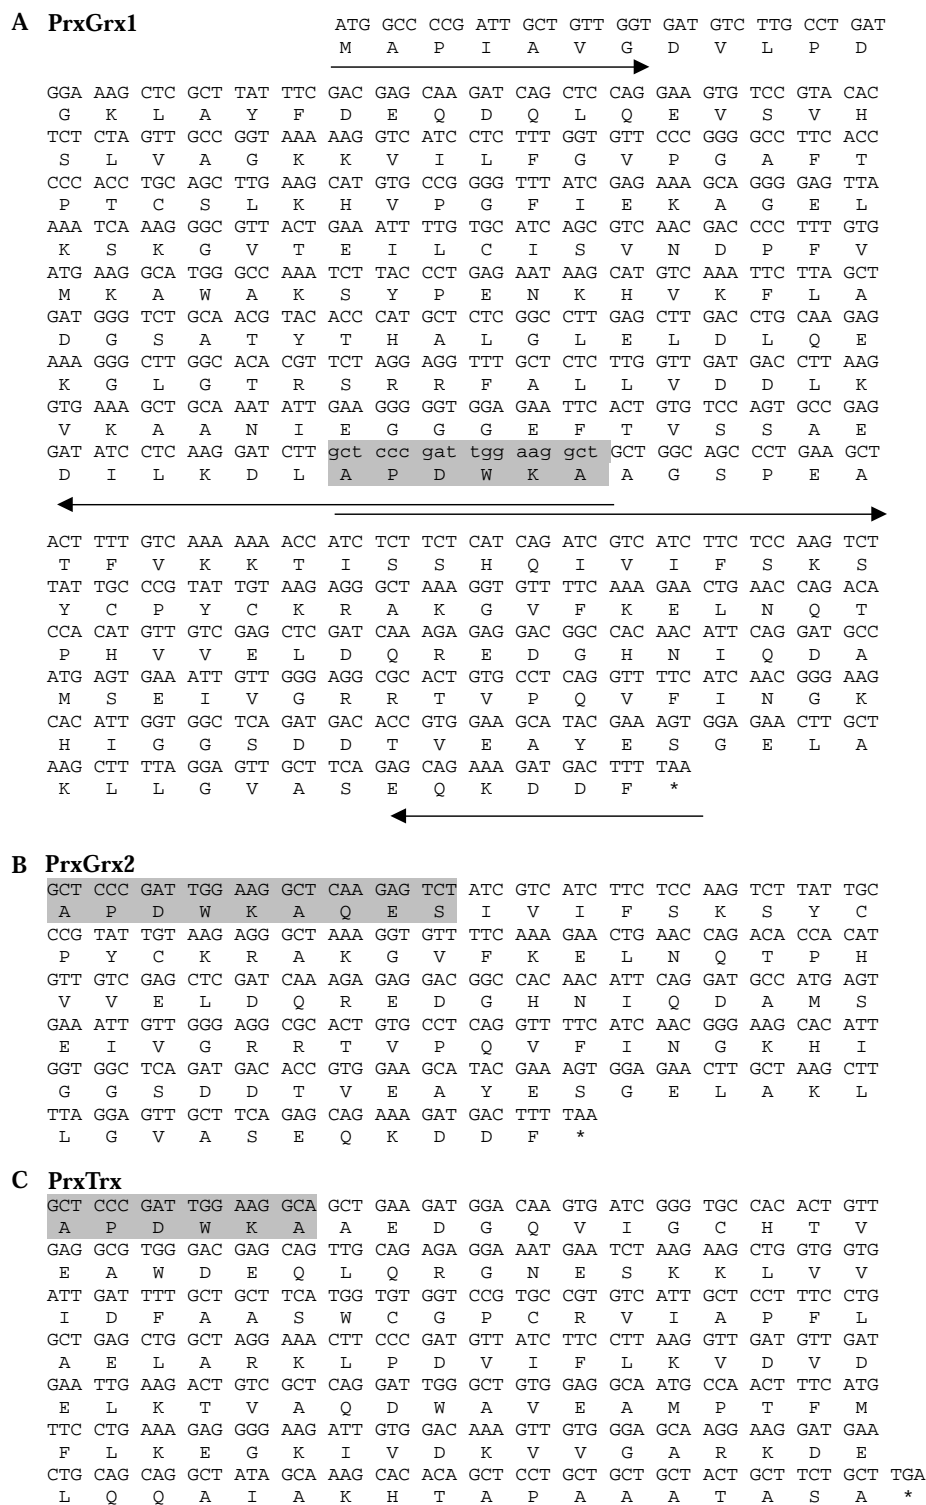 A PrxGrx1
ATG GCC CCG ATT GCT GTT GGT GAT GTC TTG CCT GAT
M A P I A V G D V L P D
GGA AAG CTC GCT TAT TTC GAC GAG CAA GAT CAG CTC CAG GAA GTG TCC GTA CAC
G K L A Y F D E Q D Q L Q E V S V H
TCT CTA GTT GCC GGT AAA AAG GTC ATC CTC TTT GGT GTT CCC GGG GCC TTC ACC
S L V A G K K V I L F G V P G A F T
CCC ACC TGC AGC TTG AAG CAT GTG CCG GGG TTT ATC GAG AAA GCA GGG GAG TTA
P T C S L K H V P G F I E K A G E L
AAA TCA AAG GGC GTT ACT GAA ATT TTG TGC ATC AGC GTC AAC GAC CCC TTT GTG
K S K G V T E I L C I S V N D P F V
ATG AAG GCA TGG GCC AAA TCT TAC CCT GAG AAT AAG CAT GTC AAA TTC TTA GCT
M K A W A K S Y P E N K H V K F L A
GAT GGG TCT GCA ACG TAC ACC CAT GCT CTC GGC CTT GAG CTT GAC CTG CAA GAG
D G S A T Y T H A L G L E L D L Q E
AAA GGG CTT GGC ACA CGT TCT AGG AGG TTT GCT CTC TTG GTT GAT GAC CTT AAG
K G L G T R S R R F A L L V D D L K
GTG AAA GCT GCA AAT ATT GAA GGG GGT GGA GAA TTC ACT GTG TCC AGT GCC GAG
V K A A N I E G G G E F T V S S A E
GAT ATC CTC AAG GAT CTT gct ccc gat tgg aag gct GCT GGC AGC CCT GAA GCT
D I L K D L A P D W K A A G S P E A
ACT TTT GTC AAA AAA ACC ATC TCT TCT CAT CAG ATC GTC ATC TTC TCC AAG TCT
T F V K K T I S S H Q I V I F S K S
TAT TGC CCG TAT TGT AAG AGG GCT AAA GGT GTT TTC AAA GAA CTG AAC CAG ACA
Y C P Y C K R A K G V F K E L N Q T
CCA CAT GTT GTC GAG CTC GAT CAA AGA GAG GAC GGC CAC AAC ATT CAG GAT GCC
P H V V E L D Q R E D G H N I Q D A
ATG AGT GAA ATT GTT GGG AGG CGC ACT GTG CCT CAG GTT TTC ATC AAC GGG AAG
M S E I V G R R T V P Q V F I N G K
CAC ATT GGT GGC TCA GAT GAC ACC GTG GAA GCA TAC GAA AGT GGA GAA CTT GCT
H I G G S D D T V E A Y E S G E L A
AAG CTT TTA GGA GTT GCT TCA GAG CAG AAA GAT GAC TTT TAA
K L L G V A S E Q K D D F *
B PrxGrx2
GCT CCC GAT TGG AAG GCT CAA GAG TCT ATC GTC ATC TTC TCC AAG TCT TAT TGC
A P D W K A Q E S I V I F S K S Y C
CCG TAT TGT AAG AGG GCT AAA GGT GTT TTC AAA GAA CTG AAC CAG ACA CCA CAT
P Y C K R A K G V F K E L N Q T P H
GTT GTC GAG CTC GAT CAA AGA GAG GAC GGC CAC AAC ATT CAG GAT GCC ATG AGT
V V E L D Q R E D G H N I Q D A M S
GAA ATT GTT GGG AGG CGC ACT GTG CCT CAG GTT TTC ATC AAC GGG AAG CAC ATT
E I V G R R T V P Q V F I N G K H I
GGT GGC TCA GAT GAC ACC GTG GAA GCA TAC GAA AGT GGA GAA CTT GCT AAG CTT
G G S D D T V E A Y E S G E L A K L
TTA GGA GTT GCT TCA GAG CAG AAA GAT GAC TTT TAA
L G V A S E Q K D D F *
C PrxTrx
GCT CCC GAT TGG AAG GCA GCT GAA GAT GGA CAA GTG ATC GGG TGC CAC ACT GTT
A P D W K A A E D G Q V I G C H T V
GAG GCG TGG GAC GAG CAG TTG CAG AGA GGA AAT GAA TCT AAG AAG CTG GTG GTG
E A W D E Q L Q R G N E S K K L V V
ATT GAT TTT GCT GCT TCA TGG TGT GGT CCG TGC CGT GTC ATT GCT CCT TTC CTG
I D F A A S W C G P C R V I A P F L
GCT GAG CTG GCT AGG AAA CTT CCC GAT GTT ATC TTC CTT AAG GTT GAT GTT GAT
A E L A R K L P D V I F L K V D V D
GAA TTG AAG ACT GTC GCT CAG GAT TGG GCT GTG GAG GCA ATG CCA ACT TTC ATG
E L K T V A Q D W A V E A M P T F M
TTC CTG AAA GAG GGG AAG ATT GTG GAC AAA GTT GTG GGA GCA AGG AAG GAT GAA
F L K E G K I V D K V V G A R K D E
CTG CAG CAG GCT ATA GCA AAG CAC ACA GCT CCT GCT GCT GCT ACT GCT TCT GCT TGA
L Q Q A I A K H T A P A A A T A S A *